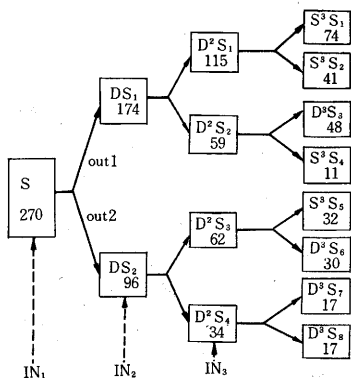 S³S₁
74
S³S₂
41
D²S₁
115
DS₁
174
D²S₂
59
D³S₃
48
S³S₄
11
out1
S
270
out2
S³S₅
32
D²S₃
62
D³S₆
30
DS₂
96
D²S₄
34
D³S₇
17
D³S₈
17
IN₁
IN₂
IN₃